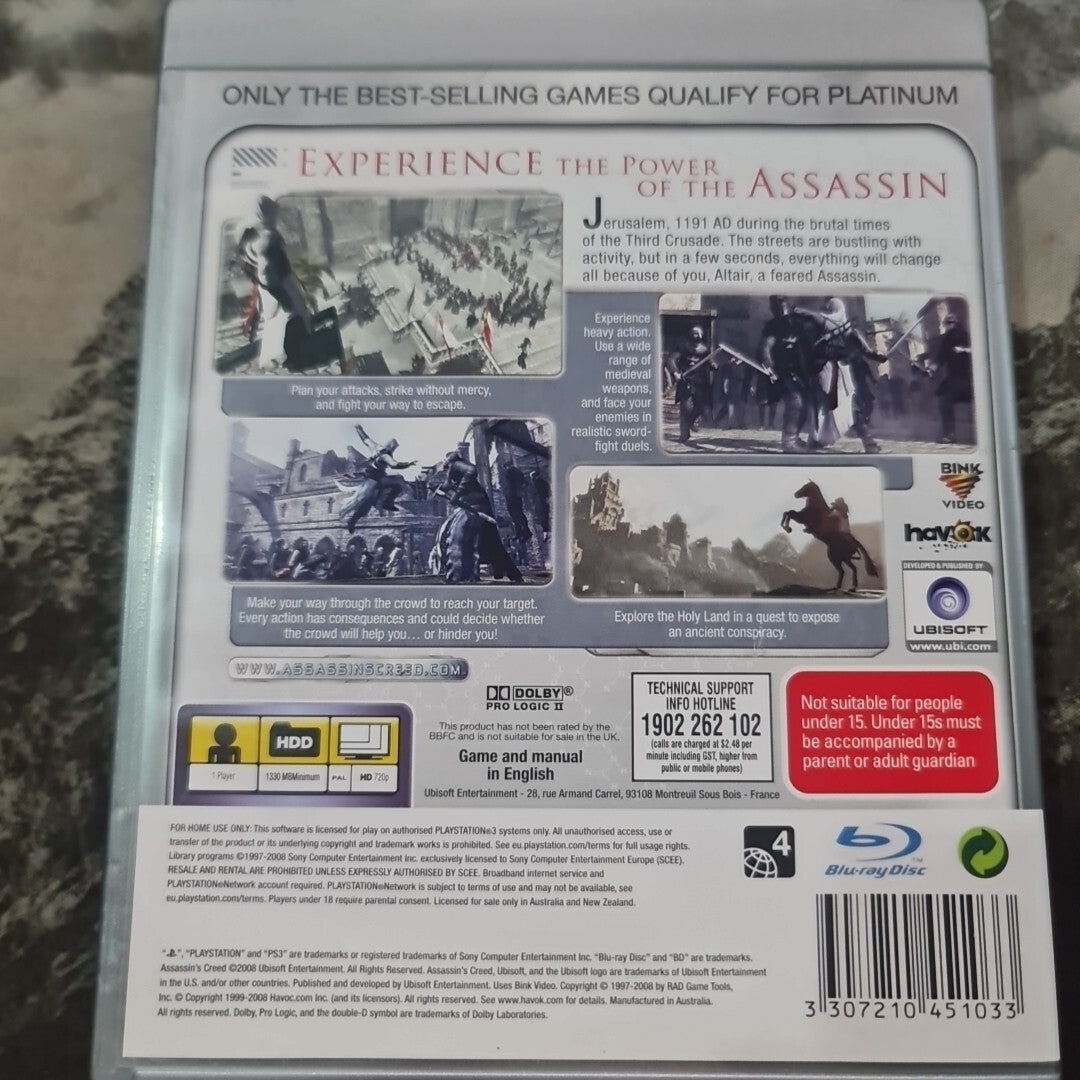 ONLY THE BEST-SELLING GAMES QUALIFY FOR PLATINUM
EXPERIENCE THE POWER
OF THE ASSASSIN
Jerusalem, 1191 AD during the brutal times
of the Third Crusade. The streets are bustling with
activity, but in a few seconds, everything will change
all because of you, Altair, a feared Assassin.
Plan your attacks, strike without mercy,
and fight your way to escape.
Experience
heavy action.
Use a wide
range of
medieval
weapons,
and face your
enemies in
realistic sword-
fight duels.
Make your way through the crowd to reach your target.
Every action has consequences and could decide whether
the crowd will help you... or hinder you!
Explore the Holy Land in a quest to expose
an ancient conspiracy.
BINK
VIDEO
havok
DEVELOPED & PUBLISHED BY
UBISOFT
www.ubi.com
WWW.ASSASSINSCREED.COM
DOLBY®
PRO LOGIC II
This product has not been rated by the
BBFC and is not suitable for sale in the UK.
Game and manual
in English
TECHNICAL SUPPORT
INFO HOTLINE
1902 262 102
(calls are charged at $2.48 per
minute including GST, higher from
public or mobile phones)
Not suitable for people
under 15. Under 15s must
be accompanied by a
parent or adult guardian
HDD
1 Player
1330 MBMinimum
PAL
HD 720p
Ubisoft Entertainment - 28, rue Armand Carrel, 93108 Montreuil Sous Bois - France
FOR HOME USE ONLY: This software is licensed for play on authorised PLAYSTATION®3 systems only. All unauthorised access, use or
transfer of the product or its underlying copyright and trademark works is prohibited. See eu.playstation.com/terms for full usage rights.
Library programs ©1997-2008 Sony Computer Entertainment Inc. exclusively licensed to Sony Computer Entertainment Europe (SCEE).
RESALE AND RENTAL ARE PROHIBITED UNLESS EXPRESSLY AUTHORISED BY SCEE. Broadband internet service and
PLAYSTATION®Network account required. PLAYSTATION®Network is subject to terms of use and may not be available, see
eu.playstation.com/terms. Players under 18 require parental consent. Licensed for sale only in Australia and New Zealand.
4
Blu-ray Disc™
"PS", "PLAYSTATION" and "PS3" are trademarks or registered trademarks of Sony Computer Entertainment Inc. "Blu-ray Disc" and "BD" are trademarks.
Assassin's Creed ©2008 Ubisoft Entertainment. All Rights Reserved. Assassin's Creed, Ubisoft, and the Ubisoft logo are trademarks of Ubisoft Entertainment
in the U.S. and/or other countries. Published and developed by Ubisoft Entertainment. Uses Bink Video. Copyright © 1997-2008 by RAD Game Tools,
Inc. © Copyright 1999-2008 Havoc.com Inc. (and its licensors). All rights reserved. See www.havok.com for details. Manufactured in Australia.
All rights reserved. Dolby, Pro Logic, and the double-D symbol are trademarks of Dolby Laboratories.
3 307210 451033